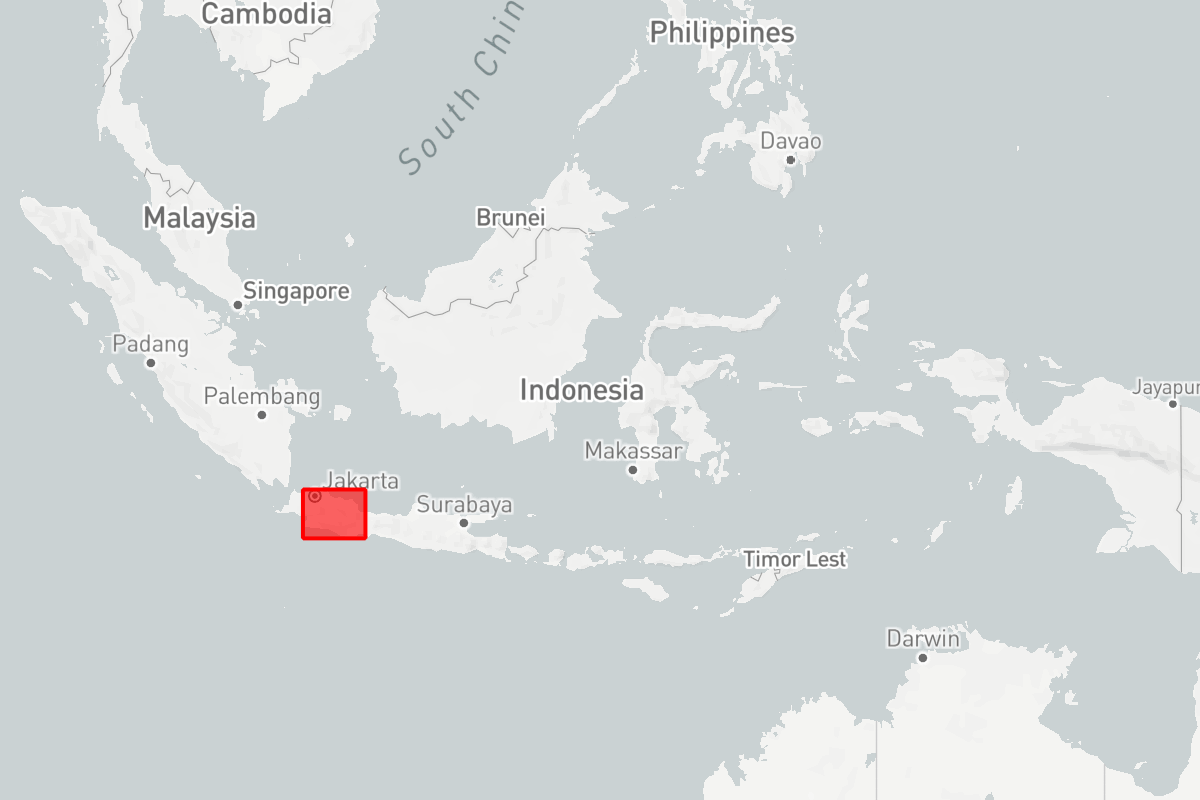 Cambodia
Philippines
South Chin
Davao
Malaysia
Brunei
Singapore
Padang
Indonesia
Jayapur
Palembang
Makassar
Jakarta
Surabaya
Timor Lest
Darwin